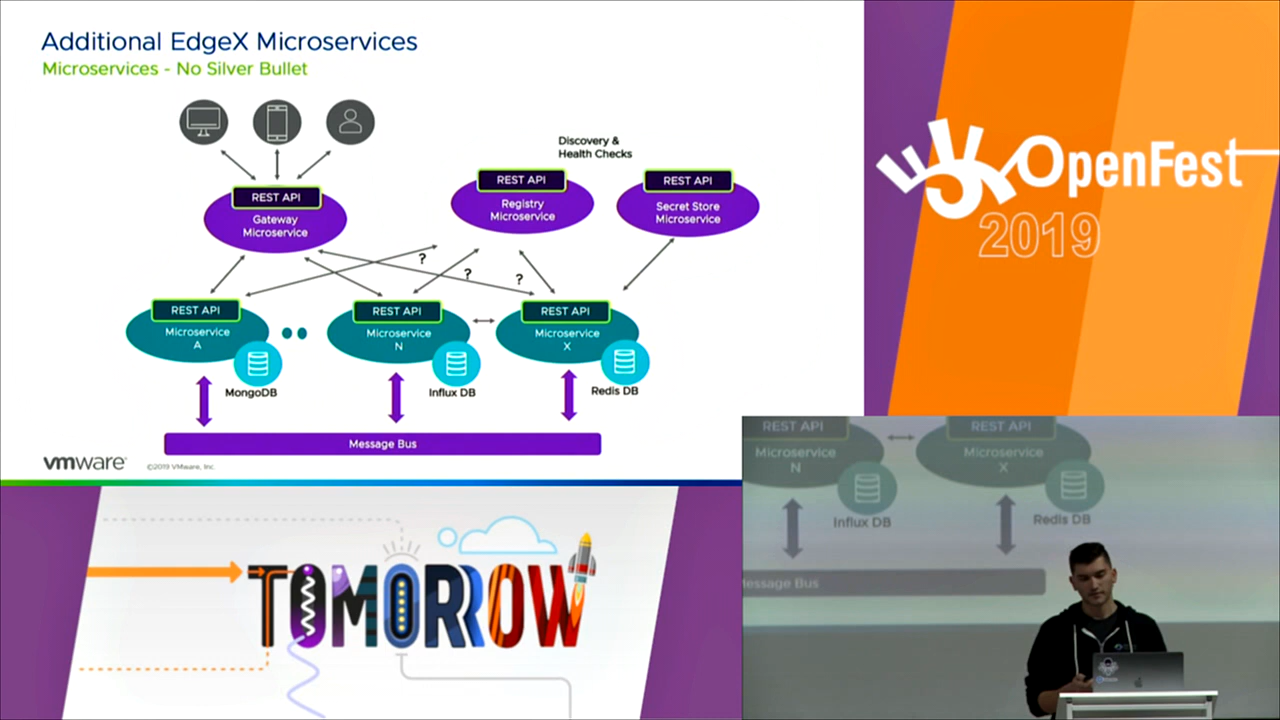 Additional EdgeX Microservices
Microservices - No Silver Bullet
Discovery &
Health Checks
REST API
Gateway
Microservice
REST API
Registry
Microservice
REST API
Secret Store
Microservice
?
?
?
REST API
Microservice
A
MongoDB
REST API
Microservice
N
Influx DB
REST API
Microservice
X
Redis DB
Message Bus
vmware
©2019 VMware, Inc.
OpenFest
2019
TOMORROW
REST API
Microservice
N
Influx DB
REST API
Microservice
X
Redis DB
Message Bus